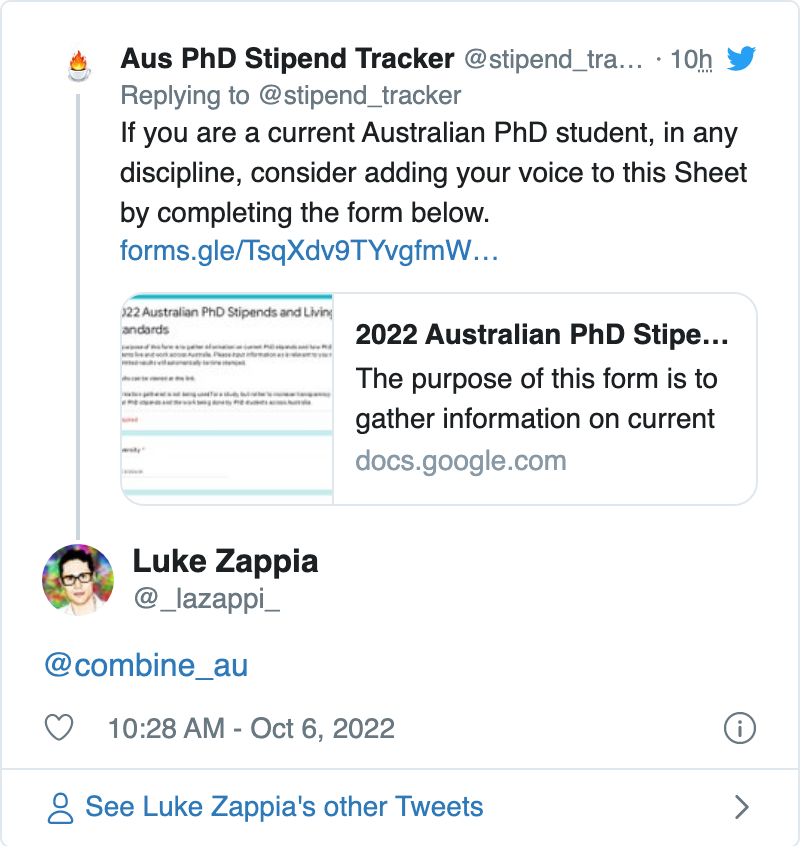 Aus PhD Stipend Tracker @stipend_tra... · 10h
Replying to @stipend_tracker
If you are a current Australian PhD student, in any
discipline, consider adding your voice to this Sheet
by completing the form below.
forms.gle/TsqXdv9TYvgfmW…
22 Australian PhD Stipends and Living
andards
2022 Australian PhD Stipe...
The purpose of this form is to
gather information on current
docs.google.com
Luke Zappia
@_lazappi_
@combine_au
10:28 AM - Oct 6, 2022
See Luke Zappia's other Tweets